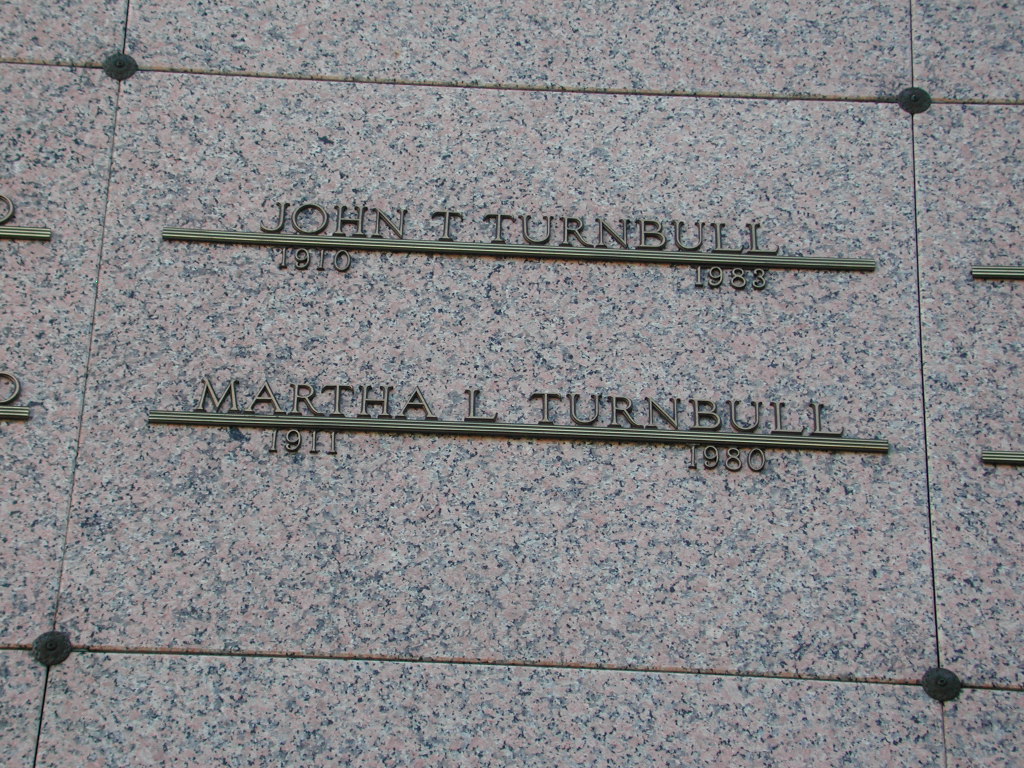 JOHN T TURNBULL
1910 1983
MARTHA L TURNBULL
1911 1980